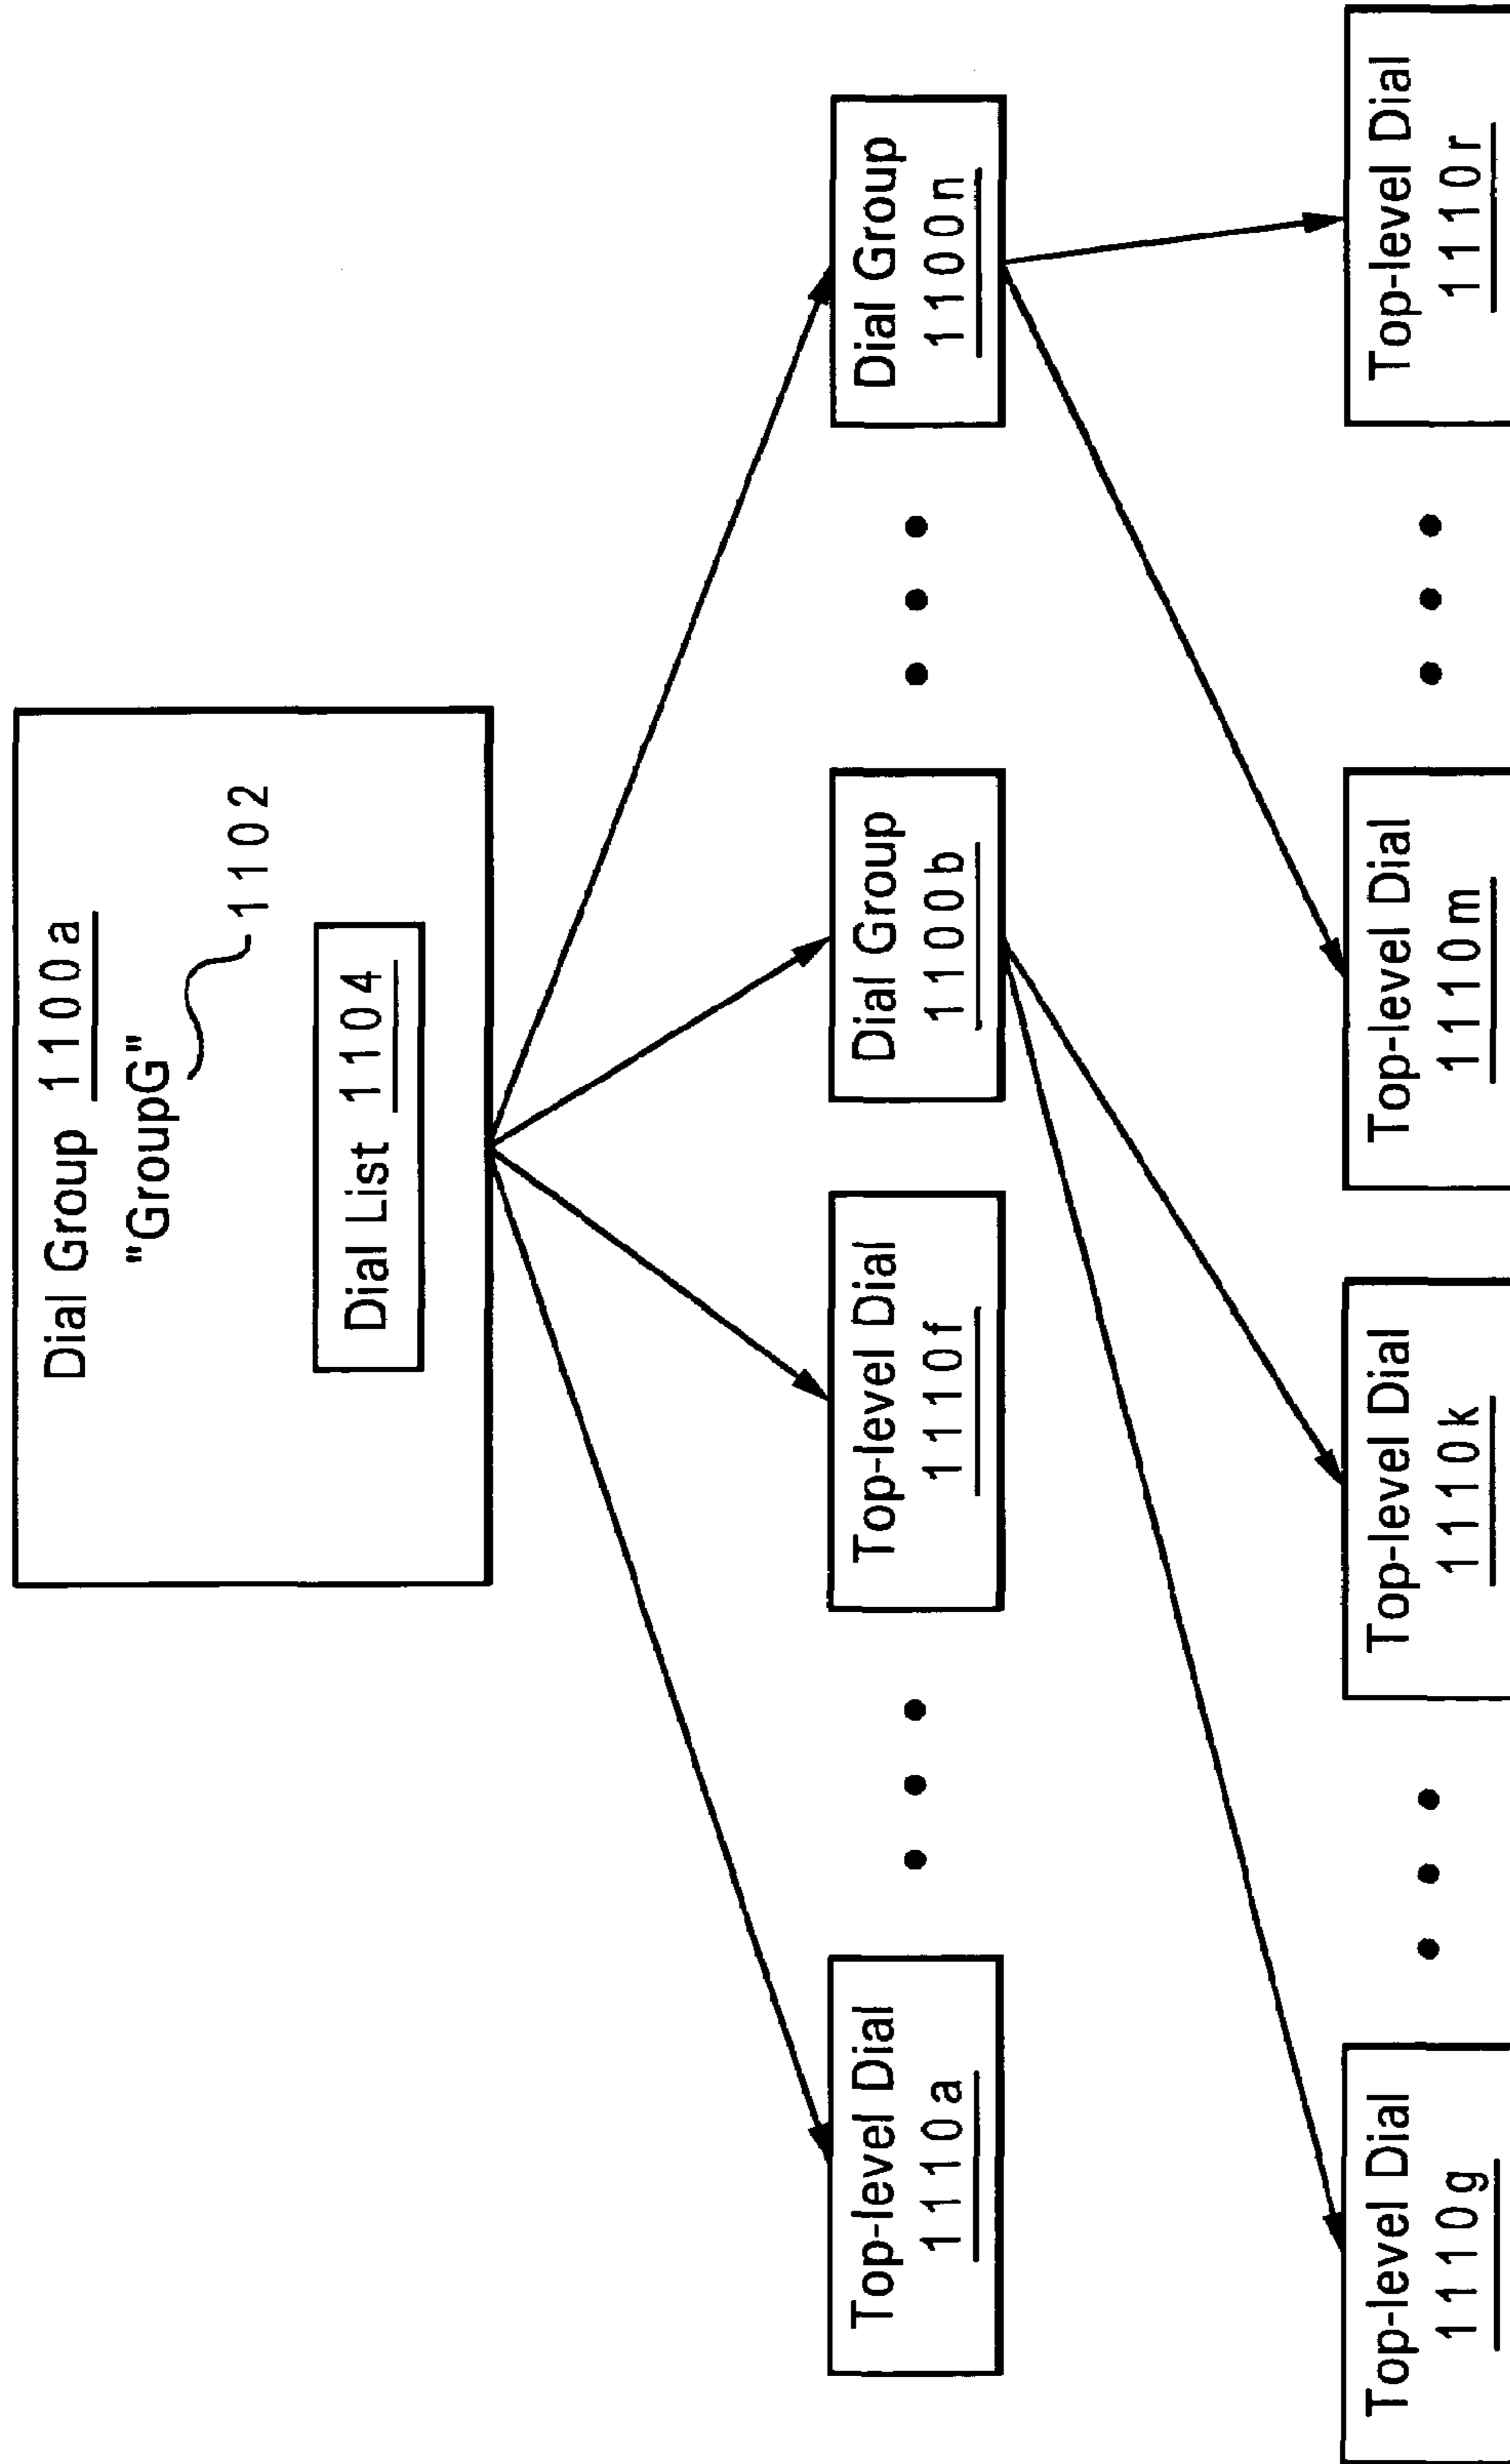 Dial Group 1100a
"GroupG"
1102
Dial List 1104
Top-level Dial
1110a
Top-level Dial
1110f
Dial Group
1100b
Dial Group
1100n
Top-level Dial
1110g
Top-level Dial
1110k
Top-level Dial
1110m
Top-level Dial
1110r